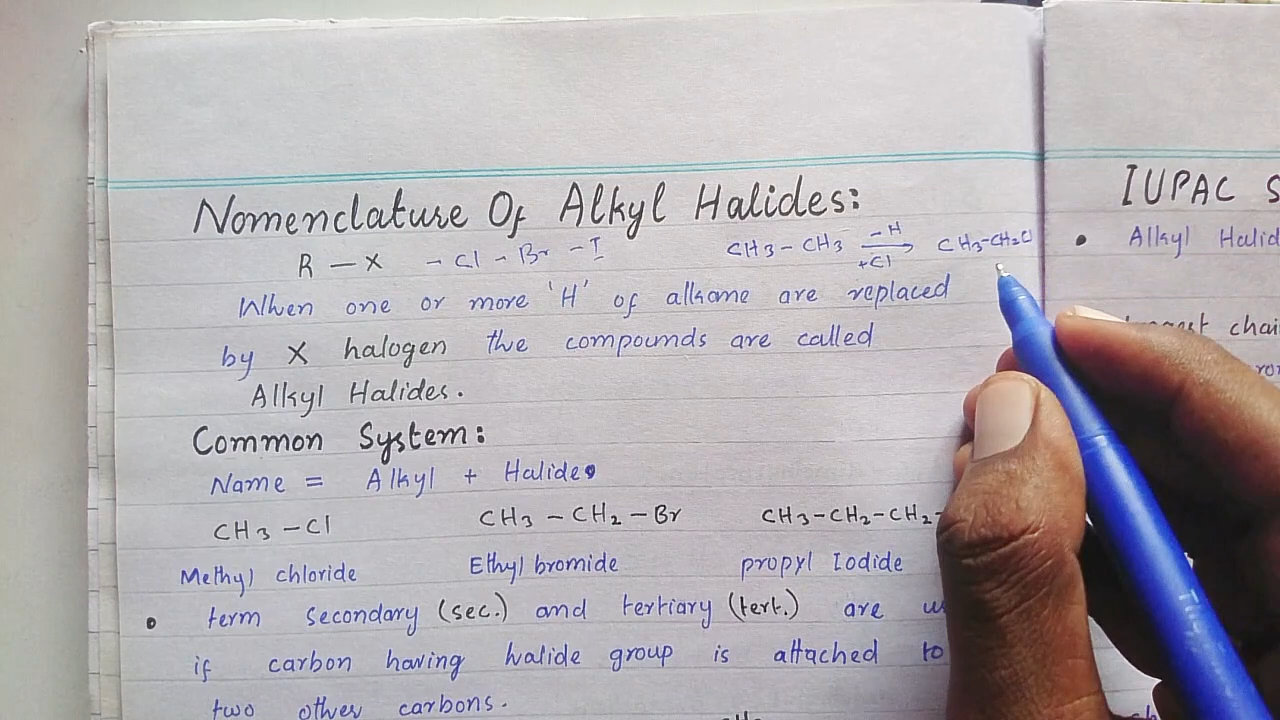 Nomenclature Of Alkyl Halides:
R - X - Cl - Br - I
CH3 - CH3 -H +Cl → CH3-CH2Cl
When one or more 'H' of alkane are replaced
by X halogen the compounds are called
Alkyl Halides.
Common System:
Name = Alkyl + Halide
CH3 - Cl CH3 - CH2 - Br CH3-CH2-CH2-
Methyl chloride Ethyl bromide propyl Iodide
• term secondary (sec.) and tertiary (tert.) are
if carbon having halide group is attached to
two other carbons.
IUPAC S
• Alkyl Halid
chai